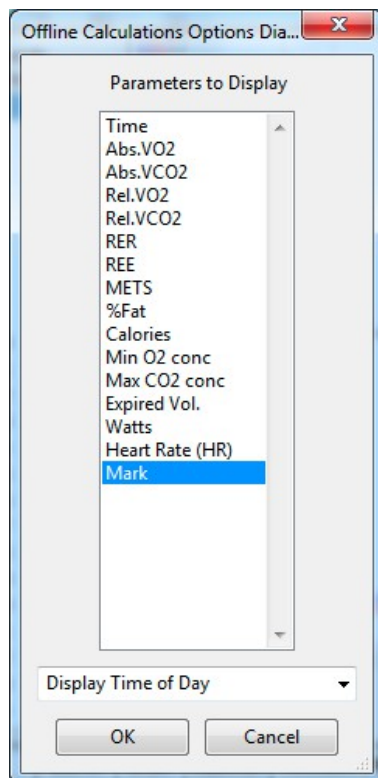 Offline Calculations Options Dia...
Parameters to Display
Time
Abs.VO2
Abs.VCO2
Rel.VO2
Rel.VCO2
RER
REE
METS
%Fat
Calories
Min O2 conc
Max CO2 conc
Expired Vol.
Watts
Heart Rate (HR)
Mark
Display Time of Day
OK Cancel